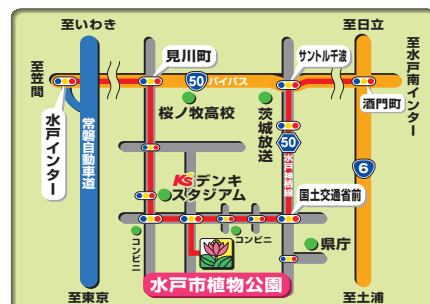 至いわき
至日立
至笠間
見川町
50
バイパス
サントル千波
至水戸南インター
酒門町
桜ノ牧高校
茨城放送
水戸インター
常磐自動車道
50
6
K'sデンキ
スタジアム
国土交通省前
コンビニ
コンビニ
県庁
水戸市植物公園
至東京
至土浦